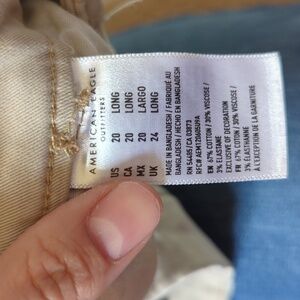 AMERICAN EAGLE
OUTFITTERS
US 20 LONG
CA 20 LONG
MX 20 LARGO
UK 24 LONG
MADE IN BANGLADESH / FABRIQUÉ AU
BANGLADESH / HECHO EN BANGLADESH
RN 54485 / CA 03873
EN: 67% COTTON / 30% VISCOSE /
3% ELASTANE
EXCLUSIVE OF DECORATION
FR: 67% COTON / 30% VISCOSE /
3% ÉLASTHANNE
À L'EXCEPTION DE LA GARNITURE